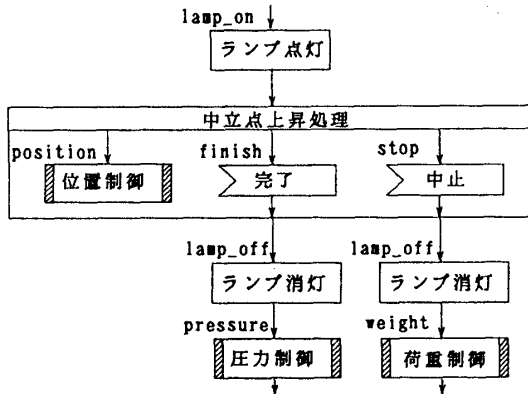 lamp_on
ランプ点灯
中立点上昇処理
position finish stop
位置制御 完了 中止
lamp_off lamp_off
ランプ消灯 ランプ消灯
pressure weight
圧力制御 荷重制御